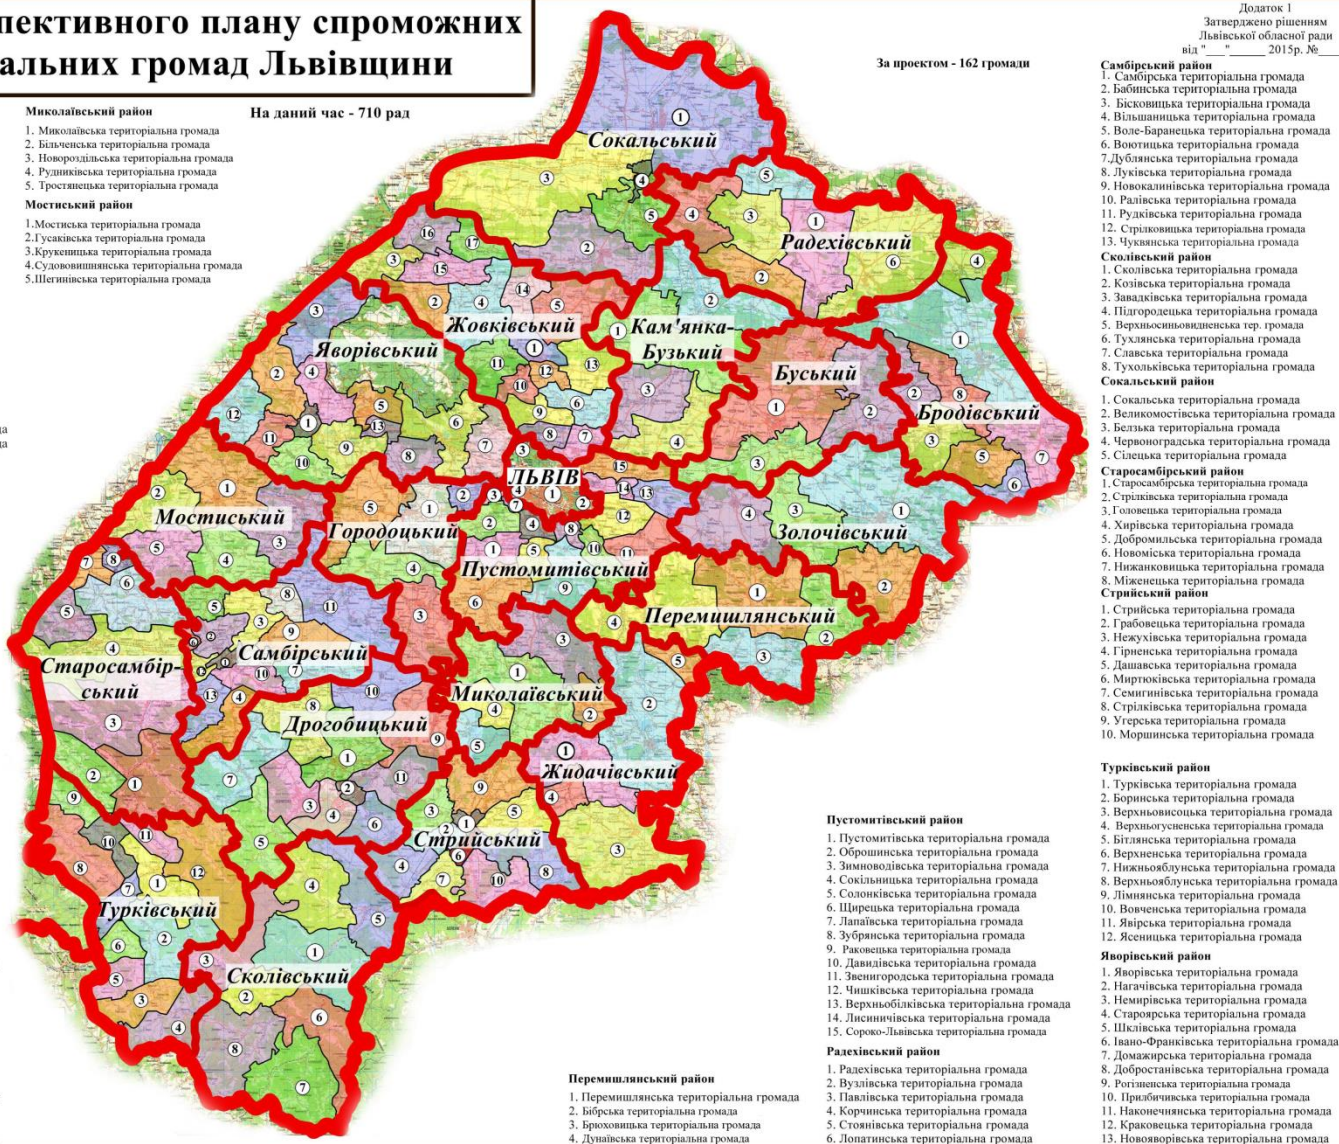 пективного плану спроможних
альних громад Львівщини
На даний час - 710 рад
За проектом - 162 громади
Додаток 1
Затверджено рішенням
Львівської обласної ради
від "___"______ 2015р. №___
Миколаївський район
1. Миколаївська територіальна громада
2. Більченська територіальна громада
3. Новороздільська територіальна громада
4. Рудниківська територіальна громада
5. Тростянецька територіальна громада
Мостиський район
1.Мостиська територіальна громада
2.Гусаківська територіальна громада
3.Крукеницька територіальна громада
4.Судововишнянська територіальна громада
5.Шегинівська територіальна громада
Сокальський
Радехівський
Жовківський
Кам'янка-
Бузький
Яворівський
Буський
Бродівський
ЛЬВІВ
Мостиський
Городоцький
Золочівський
Пустомитівський
Перемишлянський
Самбірський
Старосамбір-
ський
Миколаївський
Дрогобицький
Жидачівський
Стрийський
Турківський
Сколівський
Самбірський район
1. Самбірська територіальна громада
2. Бабинська територіальна громада
3. Бісковицька територіальна громада
4. Вільшаницька територіальна громада
5. Воле-Баранецька територіальна громада
6. Воютицька територіальна громада
7.Дублянська територіальна громада
8. Луківська територіальна громада
9. Новокалинівська територіальна громада
10. Ралівська територіальна громада
11. Рудківська територіальна громада
12. Стрілковицька територіальна громада
13. Чуквянська територіальна громада
Сколівський район
1. Сколівська територіальна громада
2. Козівська територіальна громада
3. Завадківська територіальна громада
4. Підгородецька територіальна громада
5. Верхньосиньовидненська тер. громада
6. Тухлянська територіальна громада
7. Славська територіальна громада
8. Тухольківська територіальна громада
Сокальський район
1. Сокальська територіальна громада
2. Великомостівська територіальна громада
3. Белзька територіальна громада
4. Червоноградська територіальна громада
5. Сілецька територіальна громада
Старосамбірський район
1.Старосамбірська територіальна громада
2. Стрілківська територіальна громада
3. Головецька територіальна громада
4. Хирівська територіальна громада
5. Добромильська територіальна громада
6. Новоміська територіальна громада
7. Нижанковицька територіальна громада
8. Міженецька територіальна громада
Стрийський район
1. Стрийська територіальна громада
2. Грабовецька територіальна громада
3. Нежухівська територіальна громада
4. Гірненська територіальна громада
5. Дашавська територіальна громада
6. Миртюківська територіальна громада
7. Семигинівська територіальна громада
8. Стрілківська територіальна громада
9. Угерська територіальна громада
10. Моршинська територіальна громада
Турківський район
1. Турківська територіальна громада
2. Боринська територіальна громада
3. Верхньовисоцька територіальна громада
4. Верхньогусненська територіальна громада
5. Бітлянська територіальна громада
6. Верхненська територіальна громада
7. Нижньояблунська територіальна громада
8. Верхньояблунська територіальна громада
9. Лімнянська територіальна громада
10. Вовченська територіальна громада
11. Явірська територіальна громада
12. Ясеницька територіальна громада
Яворівський район
1. Яворівська територіальна громада
2. Нагачівська територіальна громада
3. Немирівська територіальна громада
4. Староярська територіальна громада
5. Шклівська територіальна громада
6. Івано-Франківська територіальна громада
7. Домажирська територіальна громада
8. Добростанівська територіальна громада
9. Рогізненська територіальна громада
10. Прилбичивська територіальна громада
11. Наконечнянська територіальна громада
12. Краковецька територіальна громада
13. Новояворівська територіальна громада
Пустомитівський район
1. Пустомитівська територіальна громада
2. Оброшинська територіальна громада
3. Зимноводівська територіальна громада
4. Сокільницька територіальна громада
5. Солонківська територіальна громада
6. Щирецька територіальна громада
7. Лапаївська територіальна громада
8. Зубрянська територіальна громада
9. Раковецька територіальна громада
10. Давидівська територіальна громада
11. Звенигородська територіальна громада
12. Чишківська територіальна громада
13. Верхньобілківська територіальна громада
14. Лисиничівська територіальна громада
15. Сороко-Львівська територіальна громада
Радехівський район
1. Радехівська територіальна громада
2. Вузлівська територіальна громада
3. Павлівська територіальна громада
4. Корчинська територіальна громада
5. Стоянівська територіальна громада
6. Лопатинська територіальна громада
Перемишлянський район
1. Перемишлянська територіальна громада
2. Бібрська територіальна громада
3. Брюховицька територіальна громада
4. Дунаївська територіальна громада